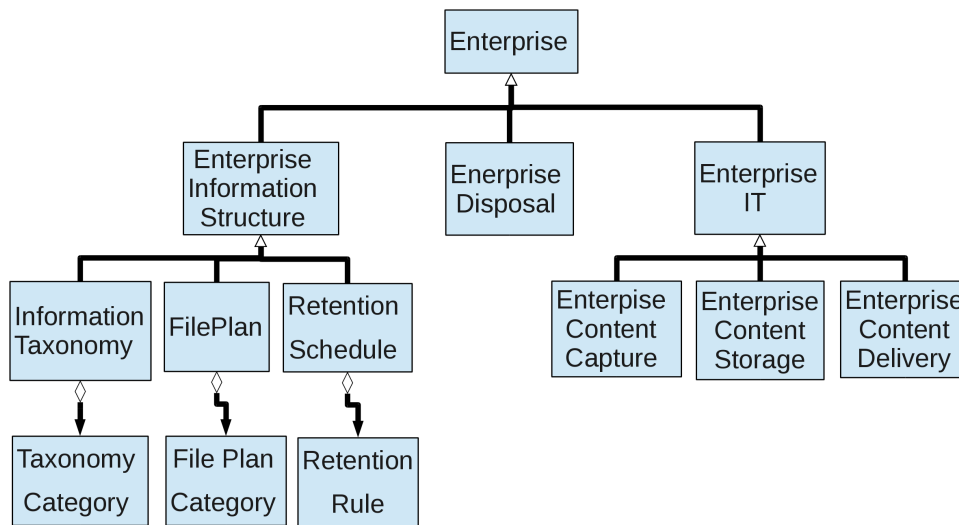 Enterprise
Enterprise
Information
Structure
Enerprise
Disposal
Enterprise
IT
Information
Taxonomy
FilePlan
Retention
Schedule
Enterpise
Content
Capture
Enterprise
Content
Storage
Enterprise
Content
Delivery
Taxonomy
Category
File Plan
Category
Retention
Rule